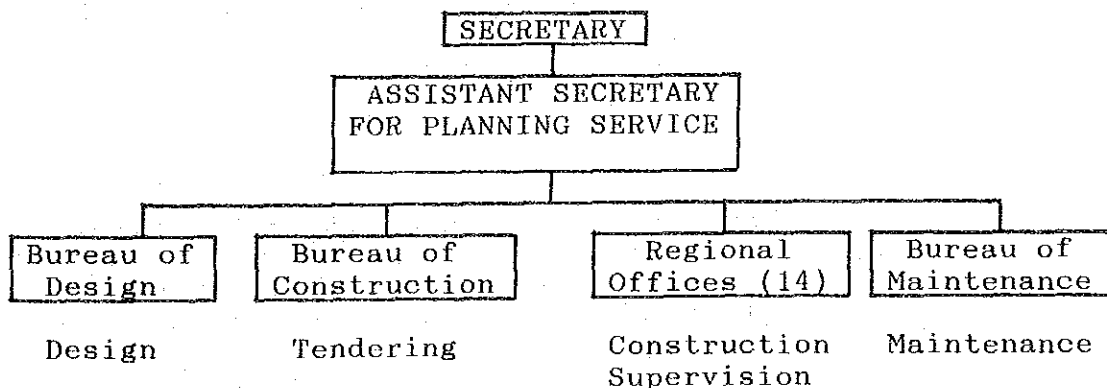 SECRETARY
ASSISTANT SECRETARY
FOR PLANNING SERVICE
Bureau of
Design
Bureau of
Construction
Regional
Offices (14)
Bureau of
Maintenance
Design
Tendering
Construction
Supervision
Maintenance